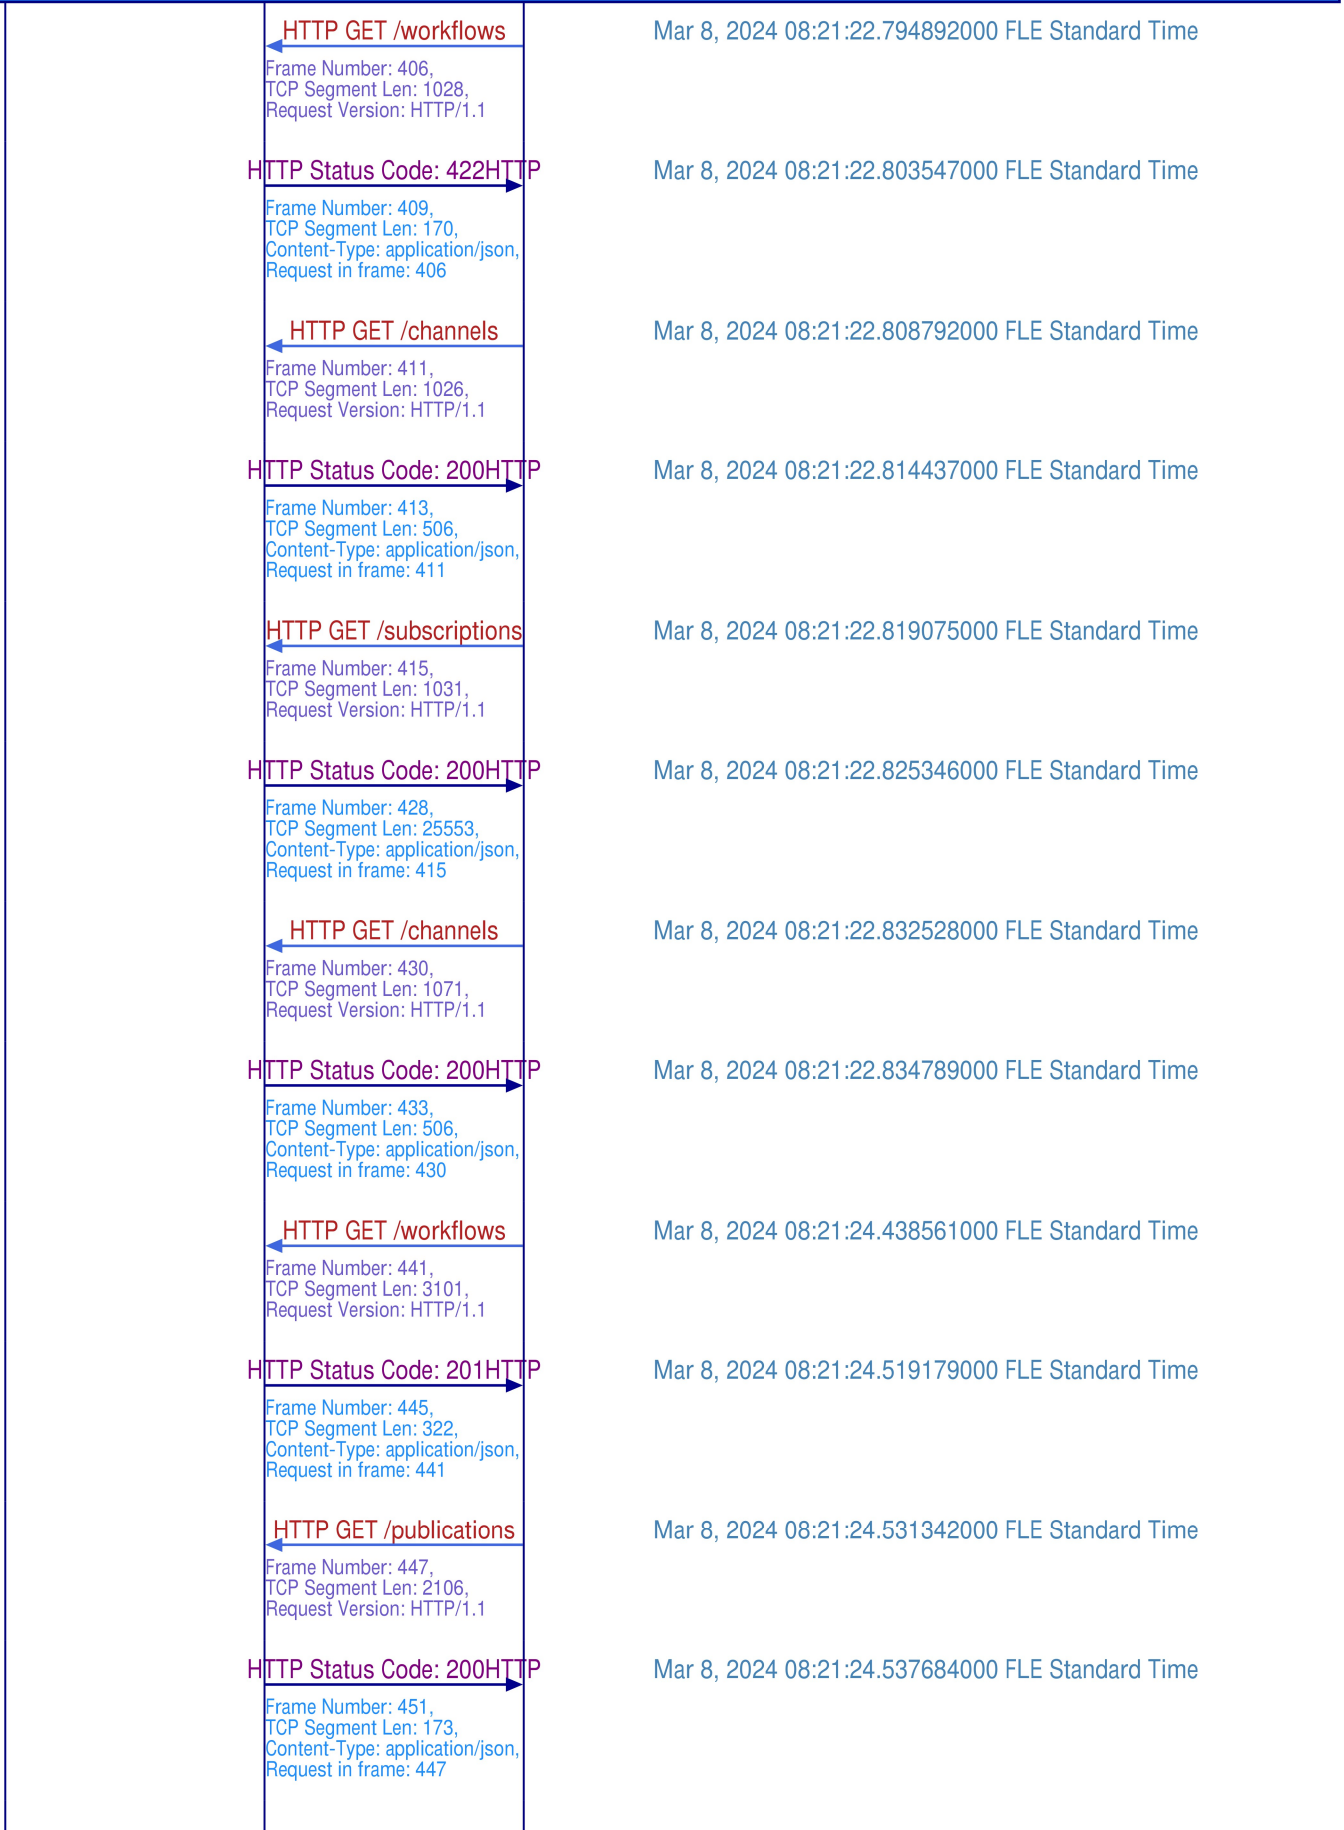 HTTP GET /workflows Mar 8, 2024 08:21:22.794892000 FLE Standard Time
Frame Number: 406,
TCP Segment Len: 1028,
Request Version: HTTP/1.1
HTTP Status Code: 422HTTP Mar 8, 2024 08:21:22.803547000 FLE Standard Time
Frame Number: 409,
TCP Segment Len: 170,
Content-Type: application/json,
Request in frame: 406
HTTP GET /channels Mar 8, 2024 08:21:22.808792000 FLE Standard Time
Frame Number: 411,
TCP Segment Len: 1026,
Request Version: HTTP/1.1
HTTP Status Code: 200HTTP Mar 8, 2024 08:21:22.814437000 FLE Standard Time
Frame Number: 413,
TCP Segment Len: 506,
Content-Type: application/json,
Request in frame: 411
HTTP GET /subscriptions Mar 8, 2024 08:21:22.819075000 FLE Standard Time
Frame Number: 415,
TCP Segment Len: 1031,
Request Version: HTTP/1.1
HTTP Status Code: 200HTTP Mar 8, 2024 08:21:22.825346000 FLE Standard Time
Frame Number: 428,
TCP Segment Len: 25553,
Content-Type: application/json,
Request in frame: 415
HTTP GET /channels Mar 8, 2024 08:21:22.832528000 FLE Standard Time
Frame Number: 430,
TCP Segment Len: 1071,
Request Version: HTTP/1.1
HTTP Status Code: 200HTTP Mar 8, 2024 08:21:22.834789000 FLE Standard Time
Frame Number: 433,
TCP Segment Len: 506,
Content-Type: application/json,
Request in frame: 430
HTTP GET /workflows Mar 8, 2024 08:21:24.438561000 FLE Standard Time
Frame Number: 441,
TCP Segment Len: 3101,
Request Version: HTTP/1.1
HTTP Status Code: 201HTTP Mar 8, 2024 08:21:24.519179000 FLE Standard Time
Frame Number: 445,
TCP Segment Len: 322,
Content-Type: application/json,
Request in frame: 441
HTTP GET /publications Mar 8, 2024 08:21:24.531342000 FLE Standard Time
Frame Number: 447,
TCP Segment Len: 2106,
Request Version: HTTP/1.1
HTTP Status Code: 200HTTP Mar 8, 2024 08:21:24.537684000 FLE Standard Time
Frame Number: 451,
TCP Segment Len: 173,
Content-Type: application/json,
Request in frame: 447